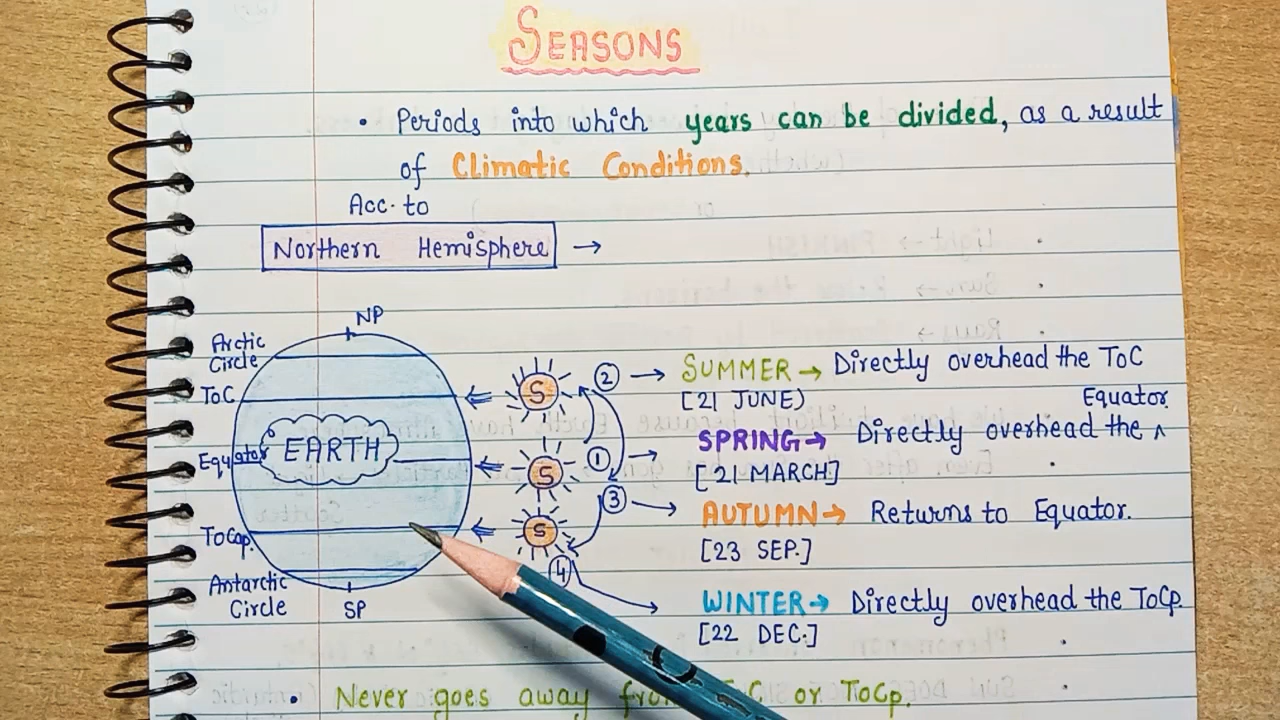 SEASONS
• Periods into which years can be divided, as a result
of Climatic Conditions.
Acc. to
Northern Hemisphere →
NP
Arctic
Circle
ToC
EARTH
Equator
ToCap.
Antarctic
Circle
SP
S
S
S
② → SUMMER → Directly overhead the ToC
[21 JUNE)
Equator
① → SPRING → Directly overhead the ^
[21 MARCH]
③ → AUTUMN → Returns to Equator.
[23 SEP.]
④ → WINTER → Directly overhead the ToCp.
[22 DEC.]
• Never goes away or ToCp.